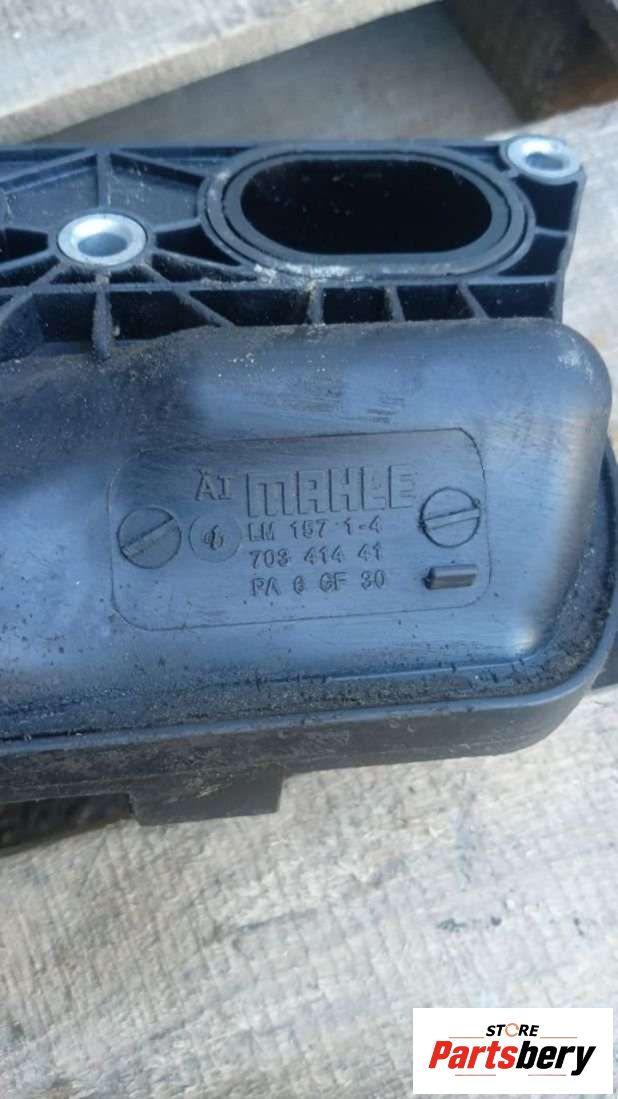 ÄI MAHLE
LM 157 1-4
703 414 41
PA 6 GF 30
STORE
Partsbery